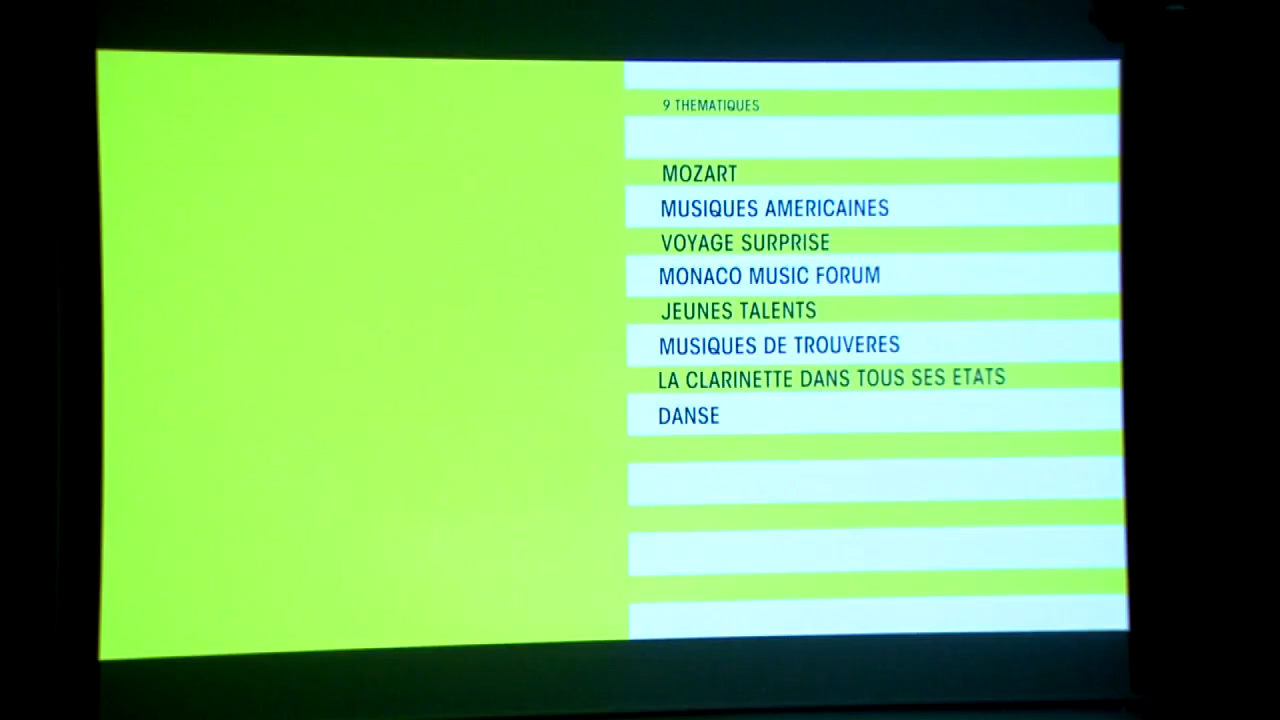 9 THEMATIQUES
MOZART
MUSIQUES AMERICAINES
VOYAGE SURPRISE
MONACO MUSIC FORUM
JEUNES TALENTS
MUSIQUES DE TROUVERES
LA CLARINETTE DANS TOUS SES ETATS
DANSE